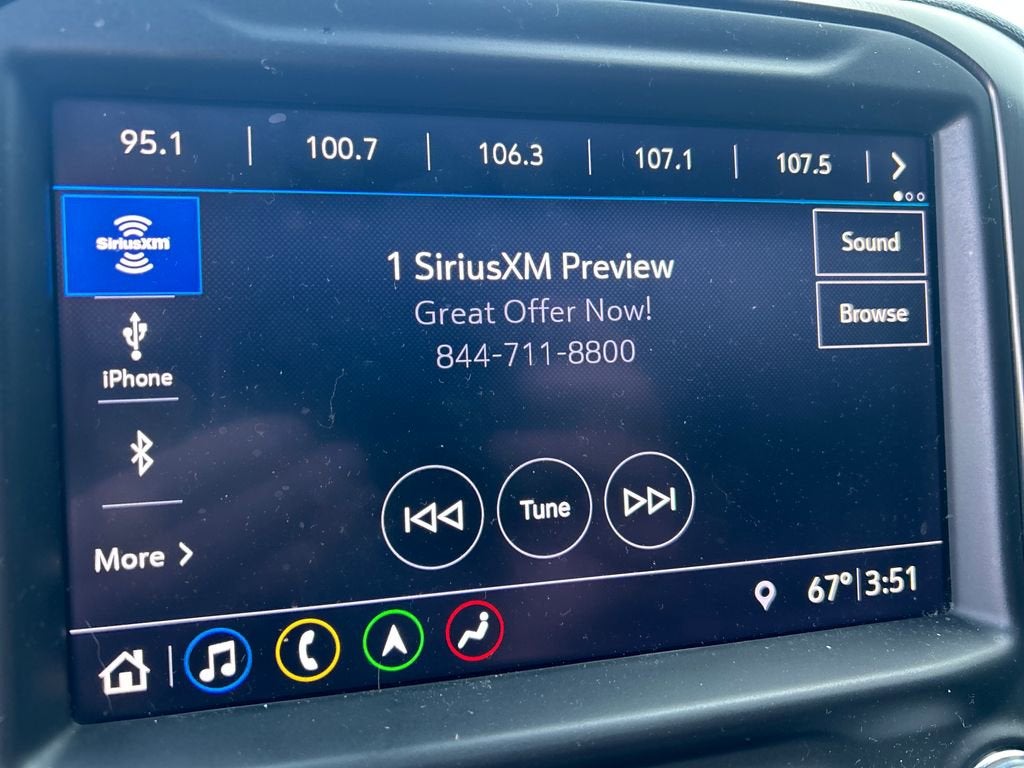 95.1 100.7 106.3 107.1 107.5
SiriusXM
1 SiriusXM Preview
Great Offer Now!
844-711-8800
Sound
Browse
iPhone
Tune
More
67° 3:51